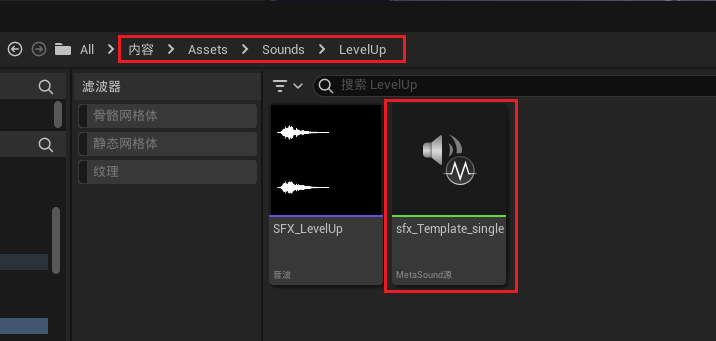 All 内容 Assets Sounds LevelUp
滤波器
搜索 LevelUp
骨骼网格体
静态网格体
纹理
SFX_LevelUp
音波
sfx_Template_single
MetaSound源